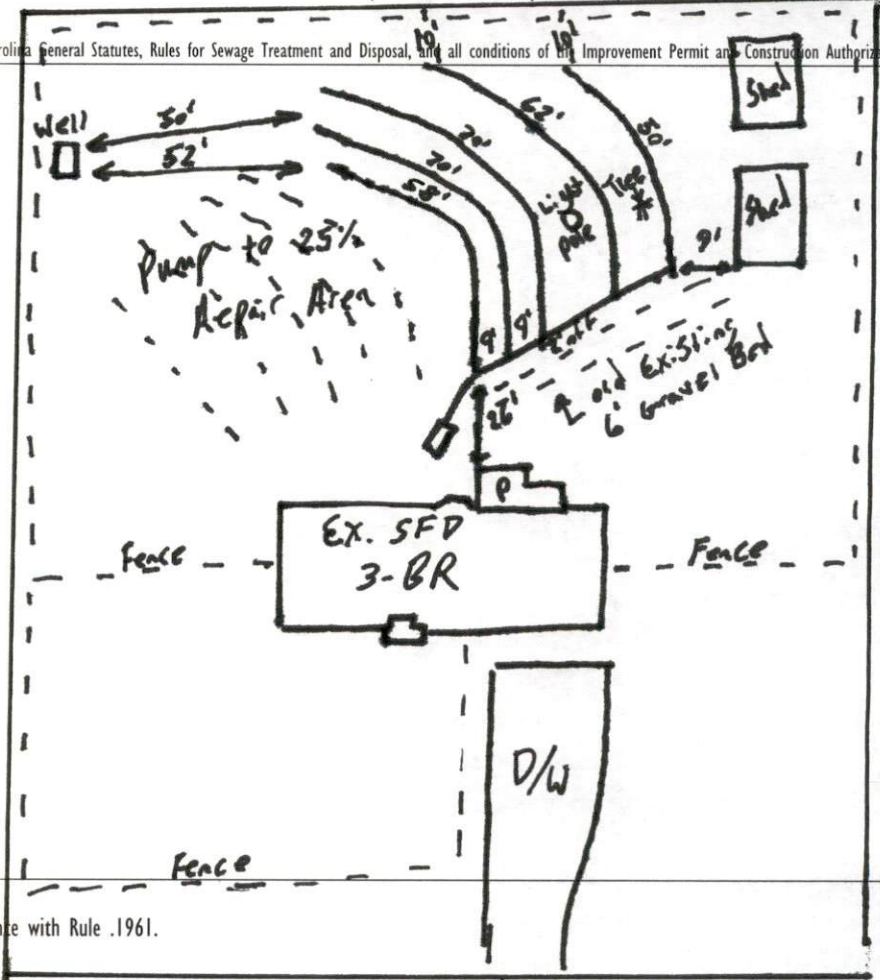 rolina General Statutes, Rules for Sewage Treatment and Disposal, and all conditions of the Improvement Permit and Construction Authoriz
10'
10'
Shed
Well
50'
52'
62'
50'
70'
70'
58'
Light
pole
Tree
Shed
9'
Pump to 25%
Repair Area
9'
9'
old Existing
6' Gravel Bed
26'
P
Ex. SFD
3-BR
Fence
Fence
D/W
Fence
ce with Rule .1961.